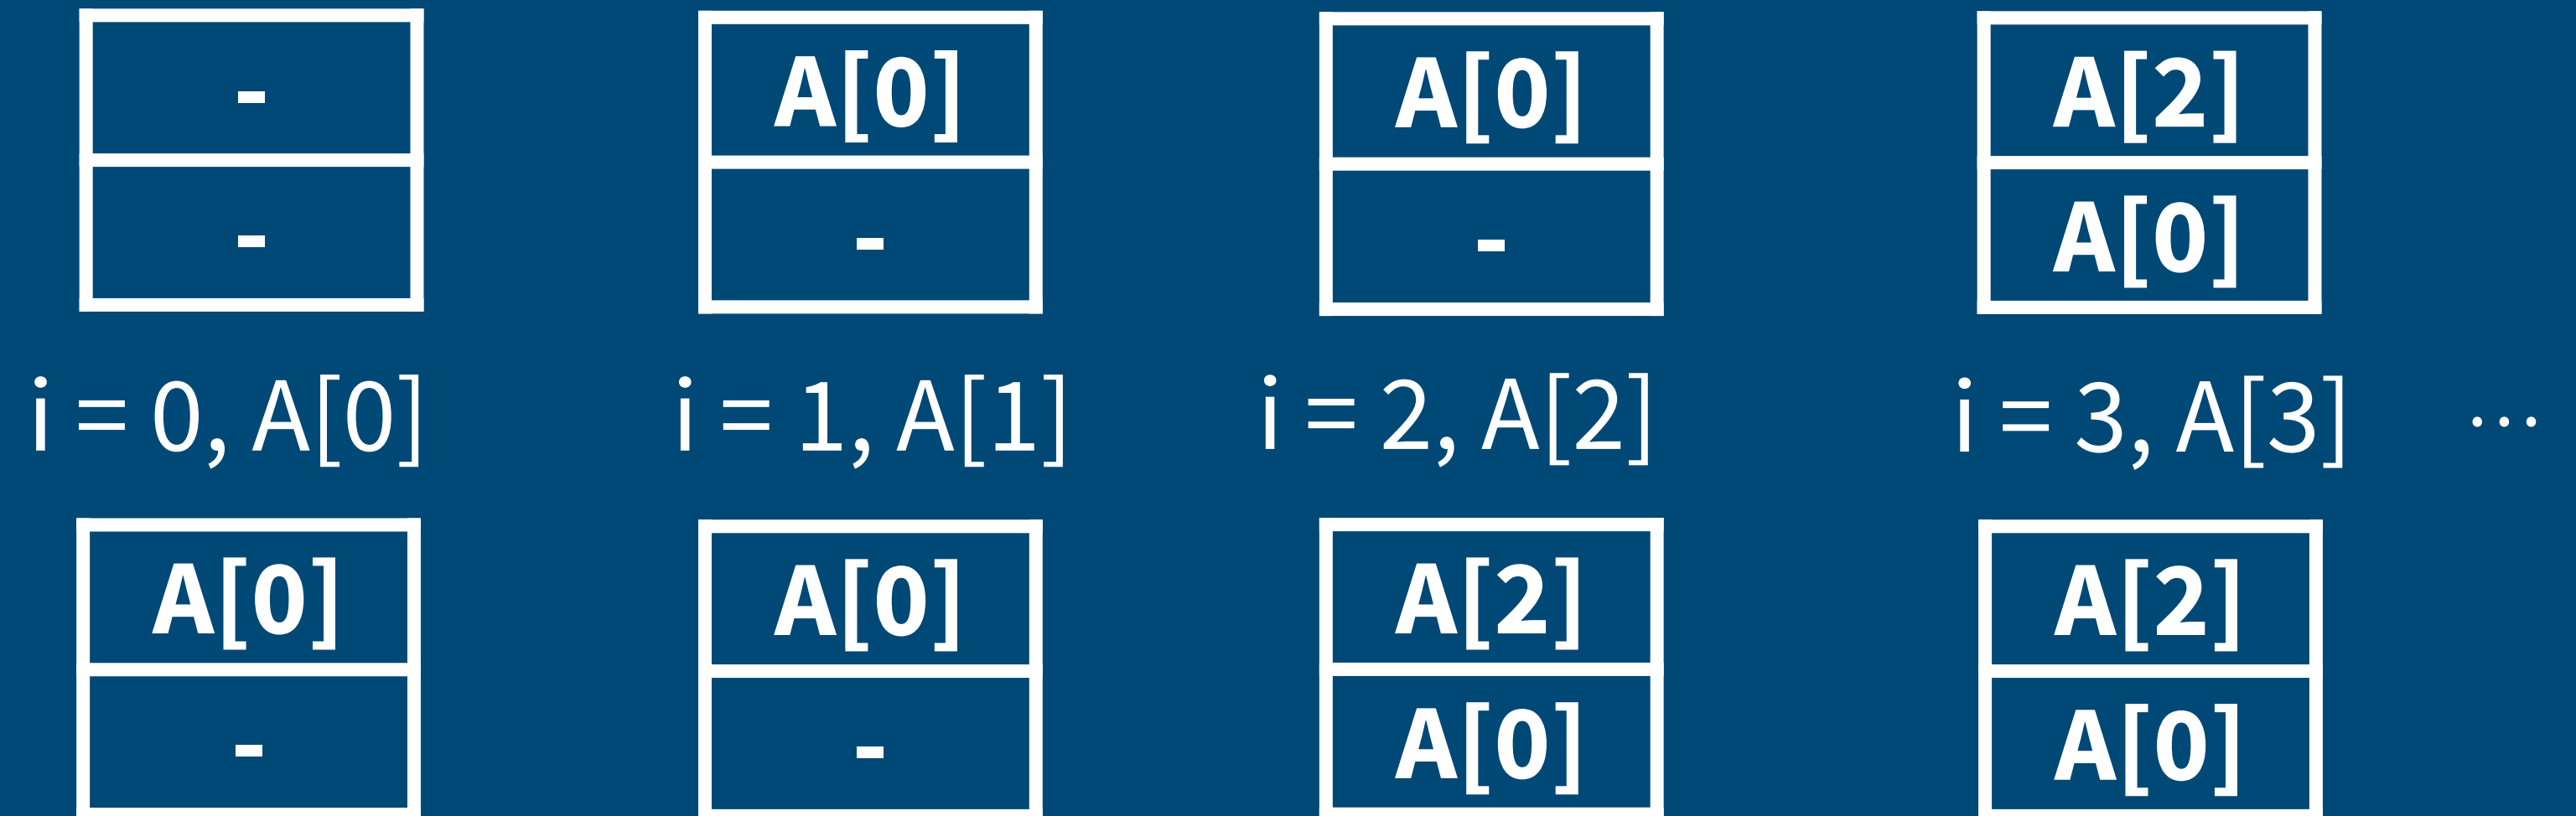 - A[0] A[0] A[2]
- - - A[0]
i = 0, A[0] i = 1, A[1] i = 2, A[2] i = 3, A[3] ...
A[0] A[0] A[2] A[2]
- - A[0] A[0]